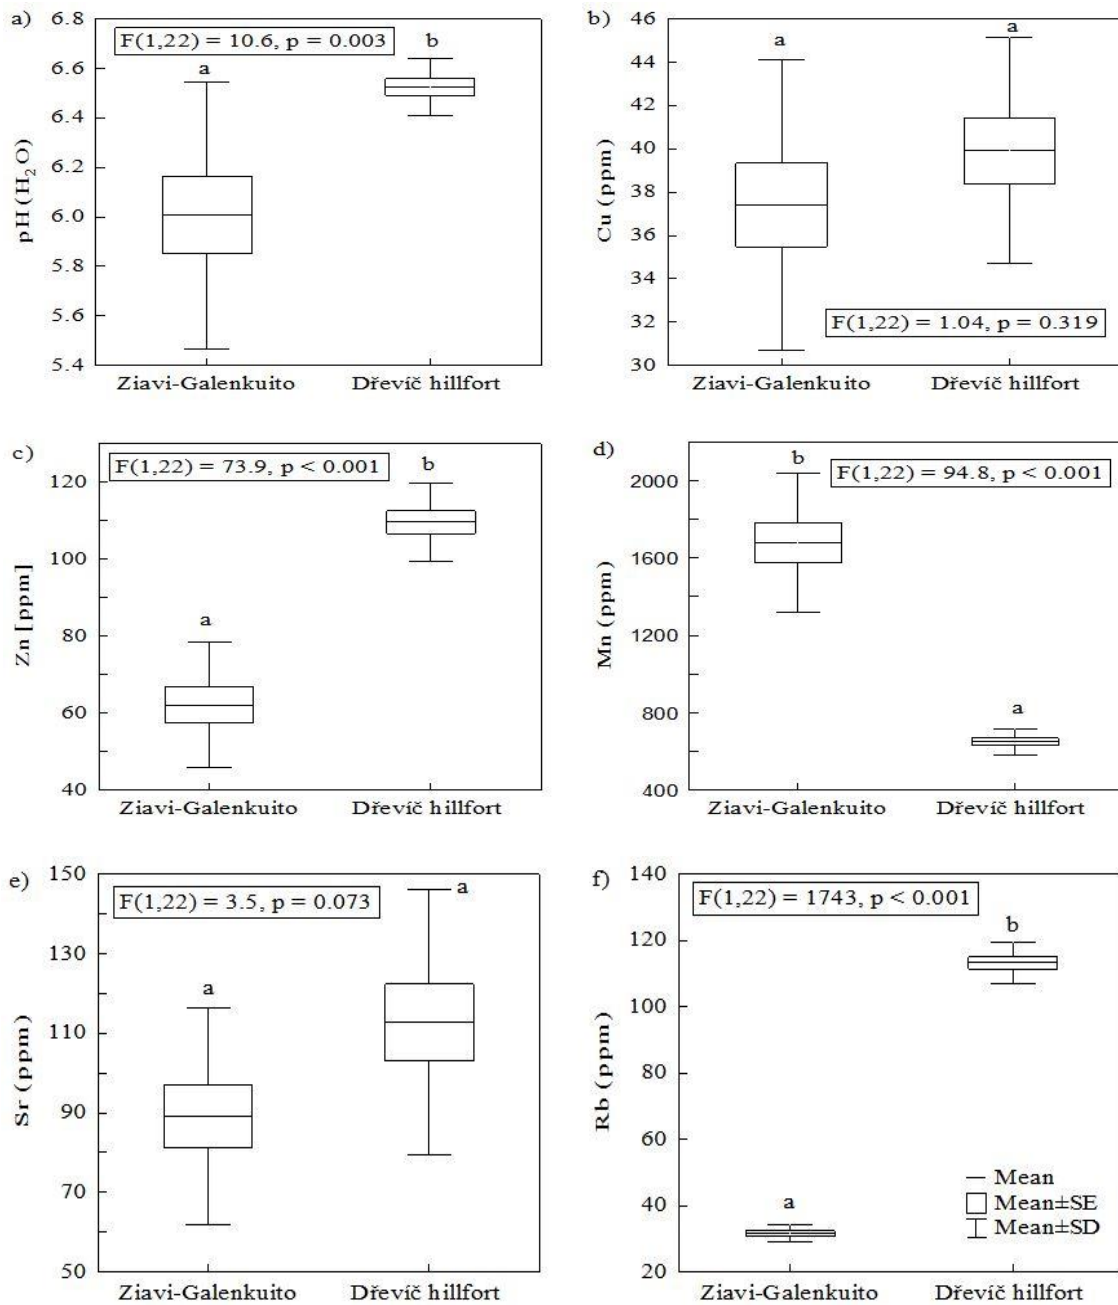 a)
6.8
6.6
6.4
6.2
6.0
5.8
5.6
5.4
pH (H₂O)
F(1,22) = 10.6, p = 0.003
a
b
Ziavi-Galenkuito
Dřevíč hillfort
b)
46
44
42
40
38
36
34
32
30
Cu (ppm)
a
a
F(1,22) = 1.04, p = 0.319
Ziavi-Galenkuito
Dřevíč hillfort
c)
120
100
80
60
40
Zn [ppm]
F(1,22) = 73.9, p < 0.001
a
b
Ziavi-Galenkuito
Dřevíč hillfort
d)
2000
1600
1200
800
400
Mn (ppm)
b
F(1,22) = 94.8, p < 0.001
a
Ziavi-Galenkuito
Dřevíč hillfort
e)
150
130
110
90
70
50
Sr (ppm)
F(1,22) = 3.5, p = 0.073
a
a
Ziavi-Galenkuito
Dřevíč hillfort
f)
140
120
100
80
60
40
20
Rb (ppm)
F(1,22) = 1743, p < 0.001
b
a
Mean
Mean±SE
Mean±SD
Ziavi-Galenkuito
Dřevíč hillfort